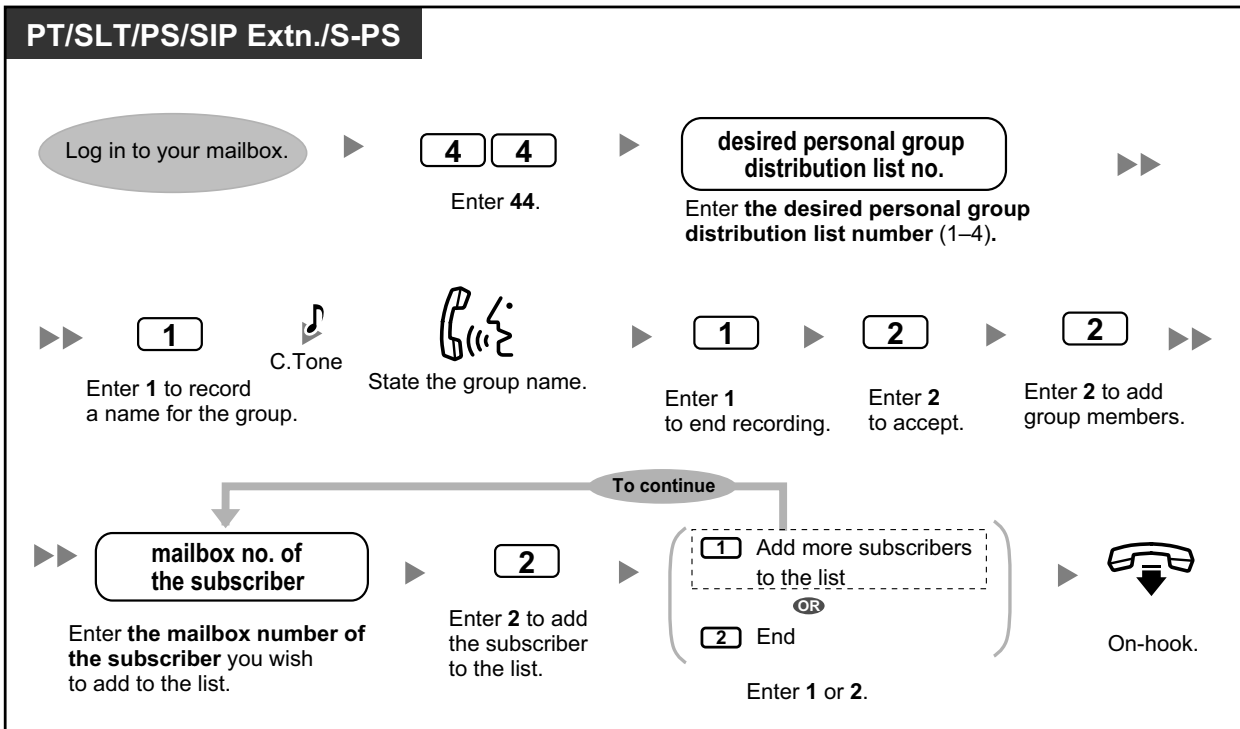 PT/SLT/PS/SIP Extn./S-PS
Log in to your mailbox.
4 4
Enter 44.
desired personal group
distribution list no.
Enter the desired personal group
distribution list number (1–4).
1
Enter 1 to record
a name for the group.
C.Tone
State the group name.
1
Enter 1
to end recording.
2
Enter 2
to accept.
2
Enter 2 to add
group members.
To continue
mailbox no. of
the subscriber
Enter the mailbox number of
the subscriber you wish
to add to the list.
2
Enter 2 to add
the subscriber
to the list.
1 Add more subscribers
to the list
OR
2 End
Enter 1 or 2.
On-hook.